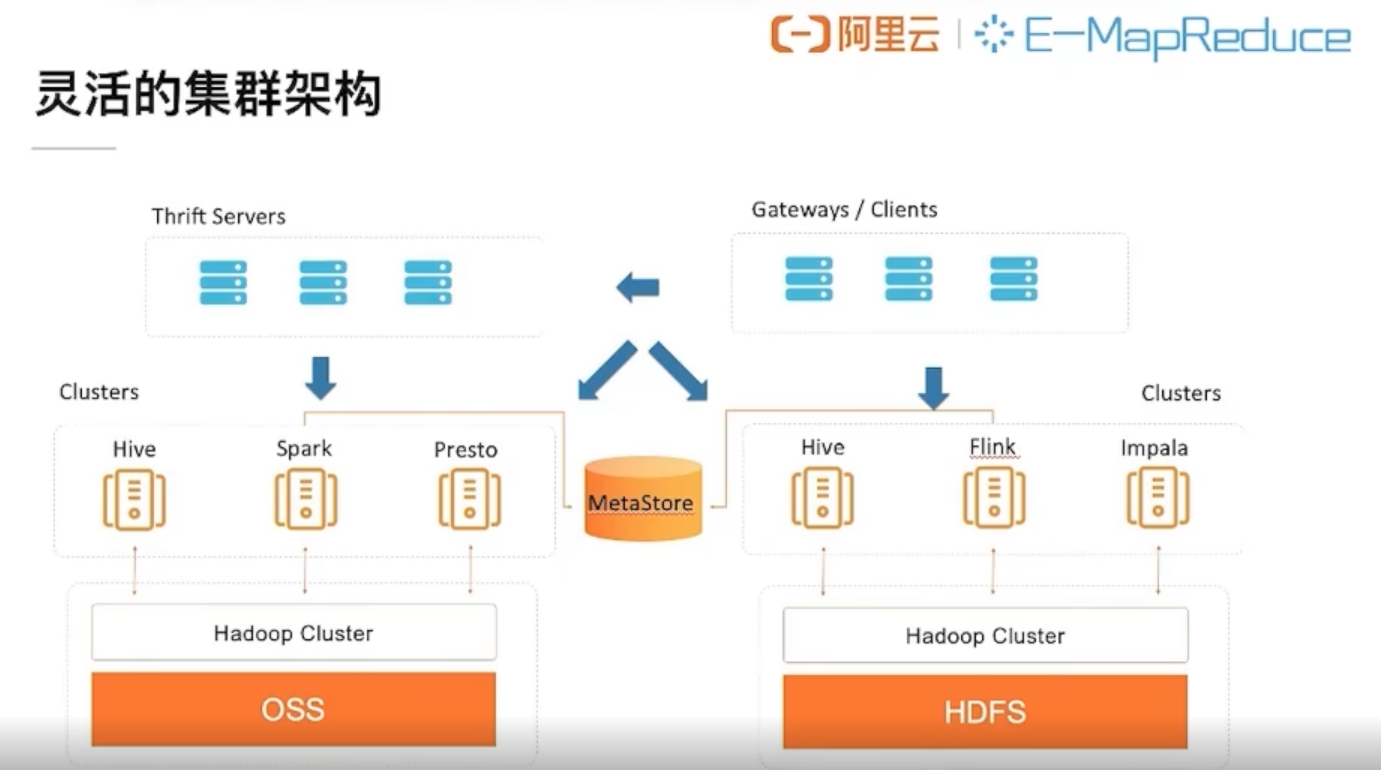 阿里云 | E-MapReduce
灵活的集群架构
Thrift Servers
Gateways / Clients
Clusters
Clusters
Hive
Spark
Presto
MetaStore
Hive
Flink
Impala
Hadoop Cluster
OSS
Hadoop Cluster
HDFS